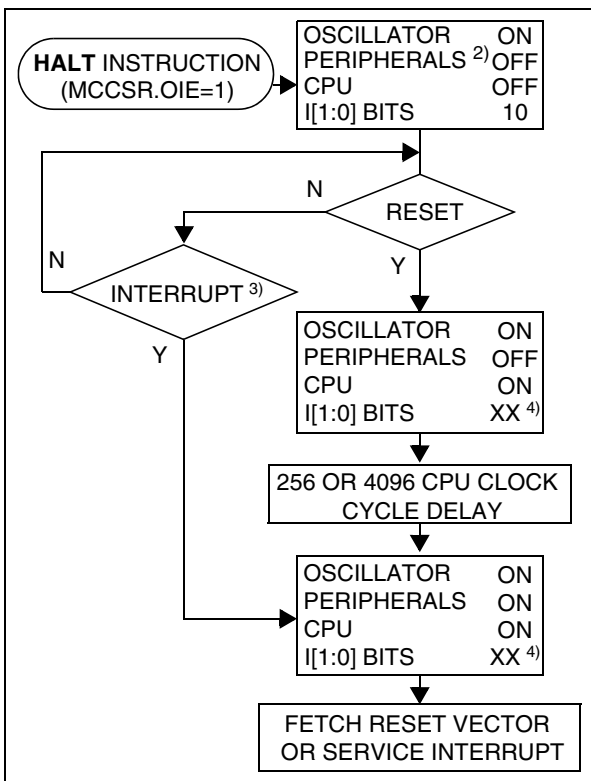 HALT INSTRUCTION
(MCCSR.OIE=1)
OSCILLATOR ON
PERIPHERALS 2) OFF
CPU OFF
I[1:0] BITS 10
N
RESET
N
Y
INTERRUPT 3)
Y
OSCILLATOR ON
PERIPHERALS OFF
CPU ON
I[1:0] BITS XX 4)
256 OR 4096 CPU CLOCK
CYCLE DELAY
OSCILLATOR ON
PERIPHERALS ON
CPU ON
I[1:0] BITS XX 4)
FETCH RESET VECTOR
OR SERVICE INTERRUPT